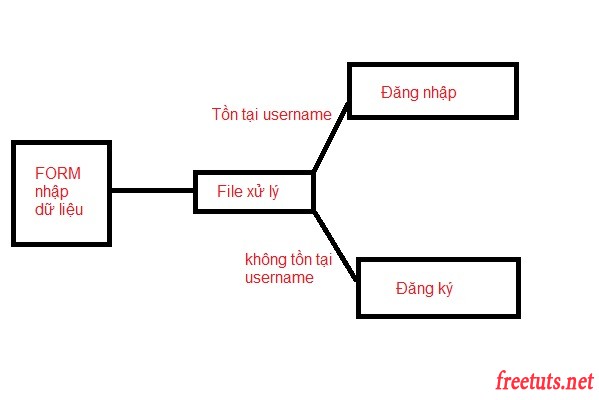 Đăng nhập
Tồn tại username
FORM
nhập
dữ liệu
File xử lý
không tồn tại
username
Đăng ký
freetuts.net